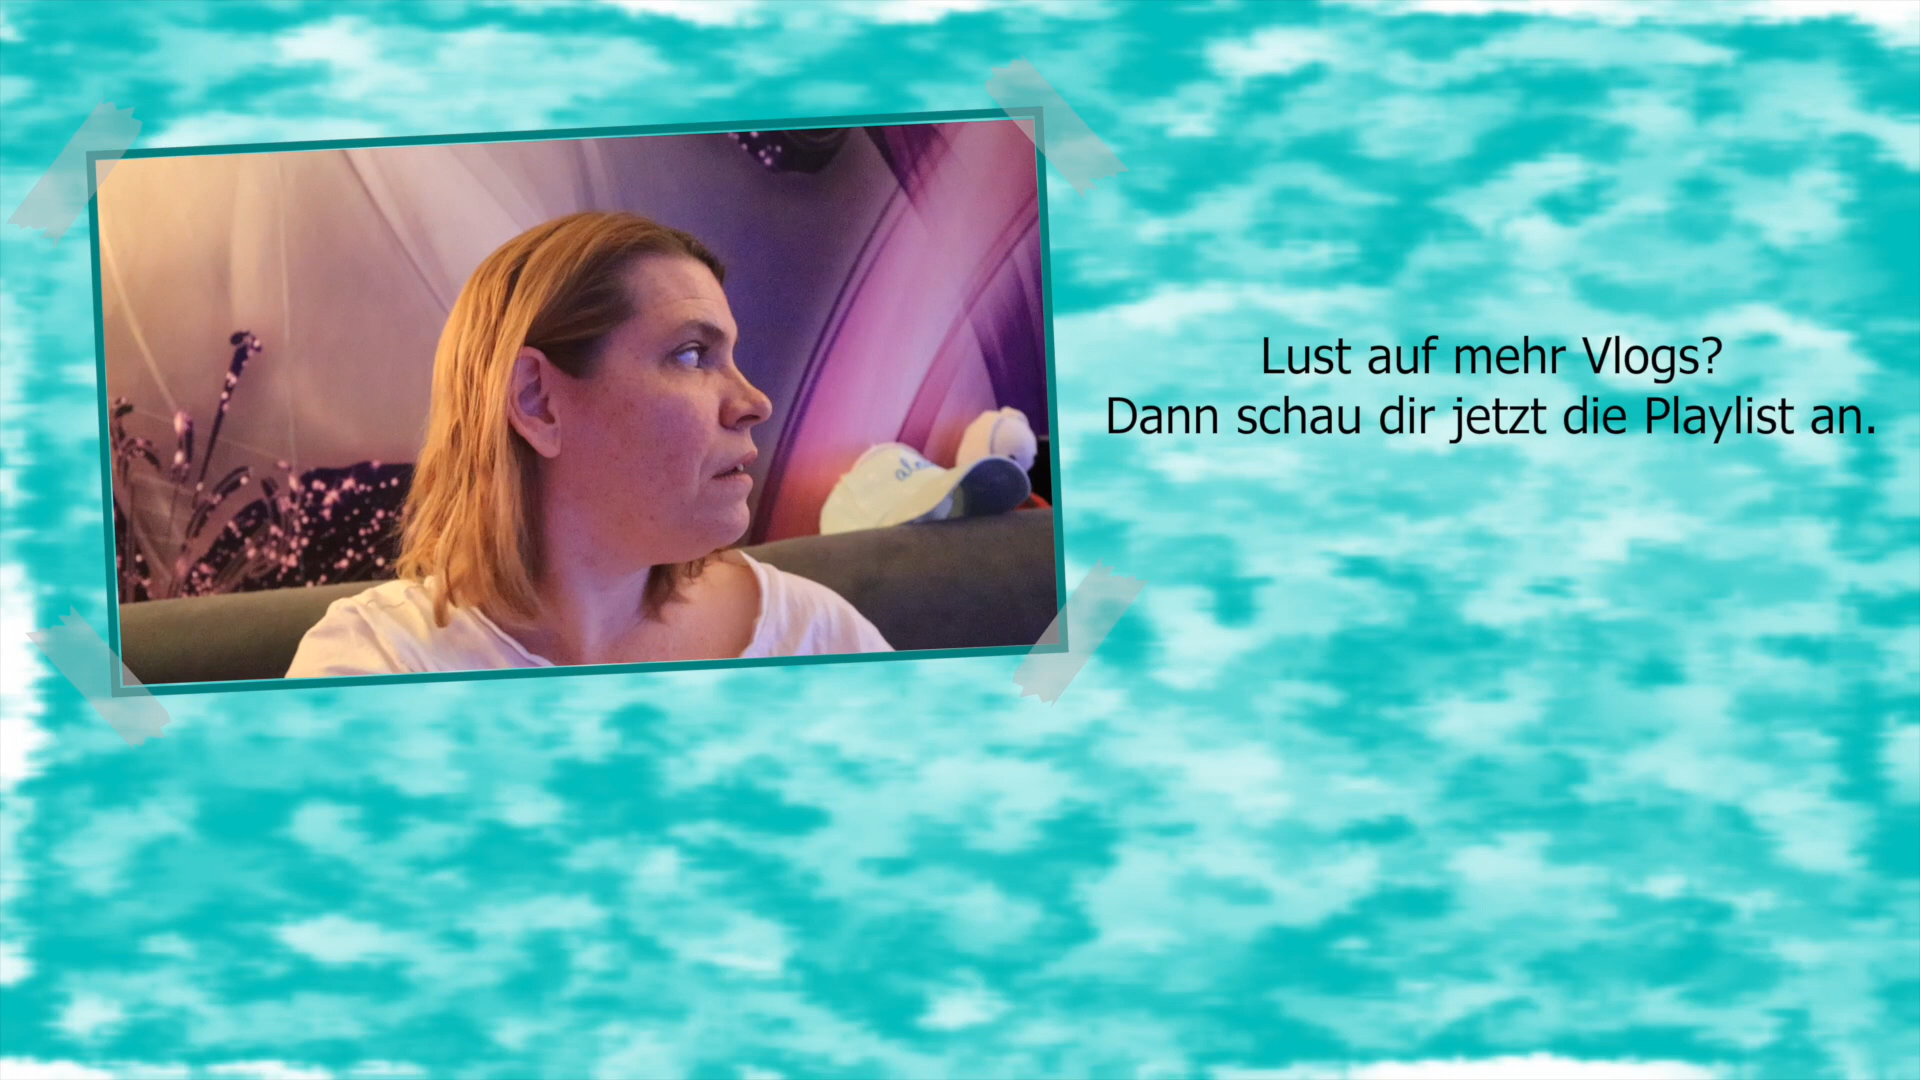 Lust auf mehr Vlogs?
Dann schau dir jetzt die Playlist an.